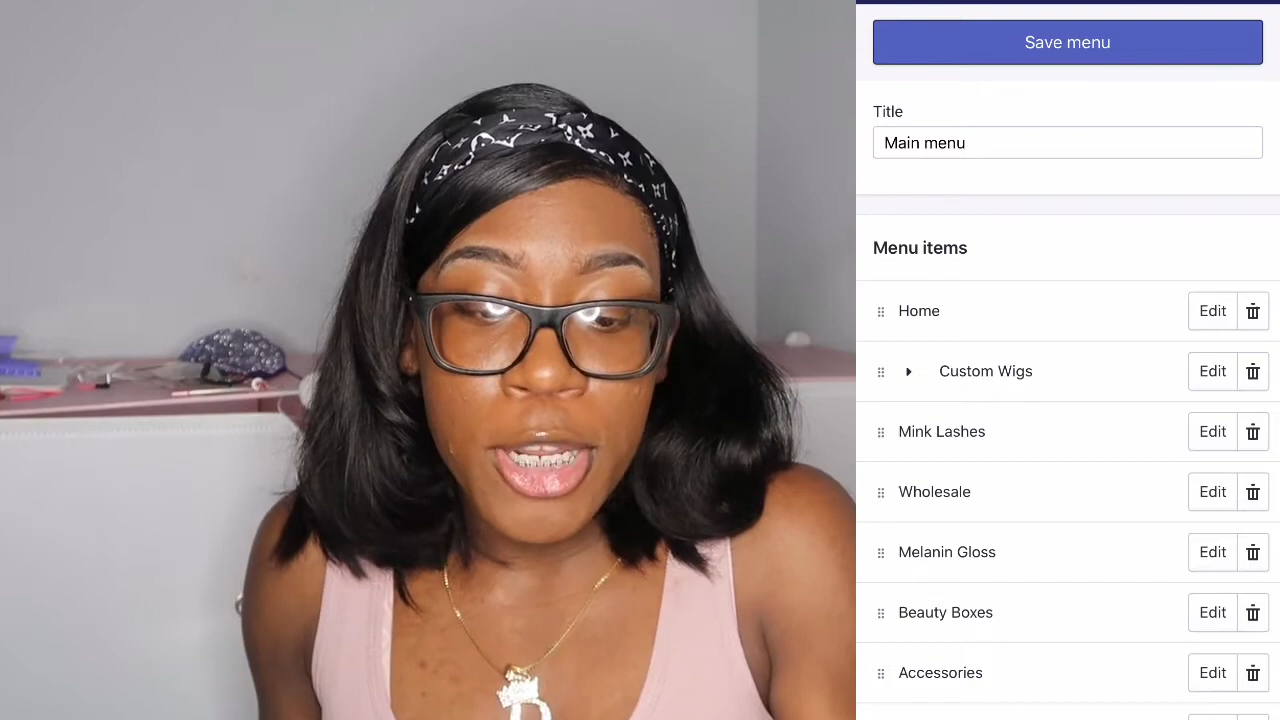 Save menu
Title
Main menu
Menu items
Home
Edit
Custom Wigs
Edit
Mink Lashes
Edit
Wholesale
Edit
Melanin Gloss
Edit
Beauty Boxes
Edit
Accessories
Edit